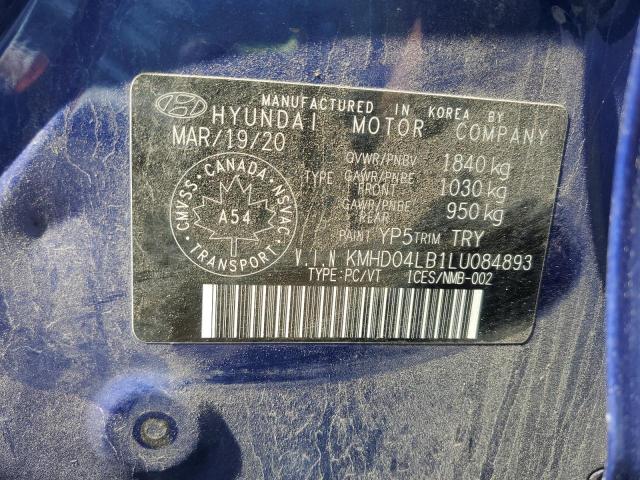 MANUFACTURED IN KOREA BY
HYUNDAI MOTOR COMPANY
MAR/19/20
GVWR/PNBV 1840 kg
TYPE GAWR/PNBE FRONT 1030 kg
GAWR/PNBE REAR 950 kg
CMVSS · CANADA · NSVAC
A54
TRANSPORT
PAINT YP5 TRIM TRY
V.I.N KMHD04LB1LU084893
TYPE:PC/VT ICES/NMB-002